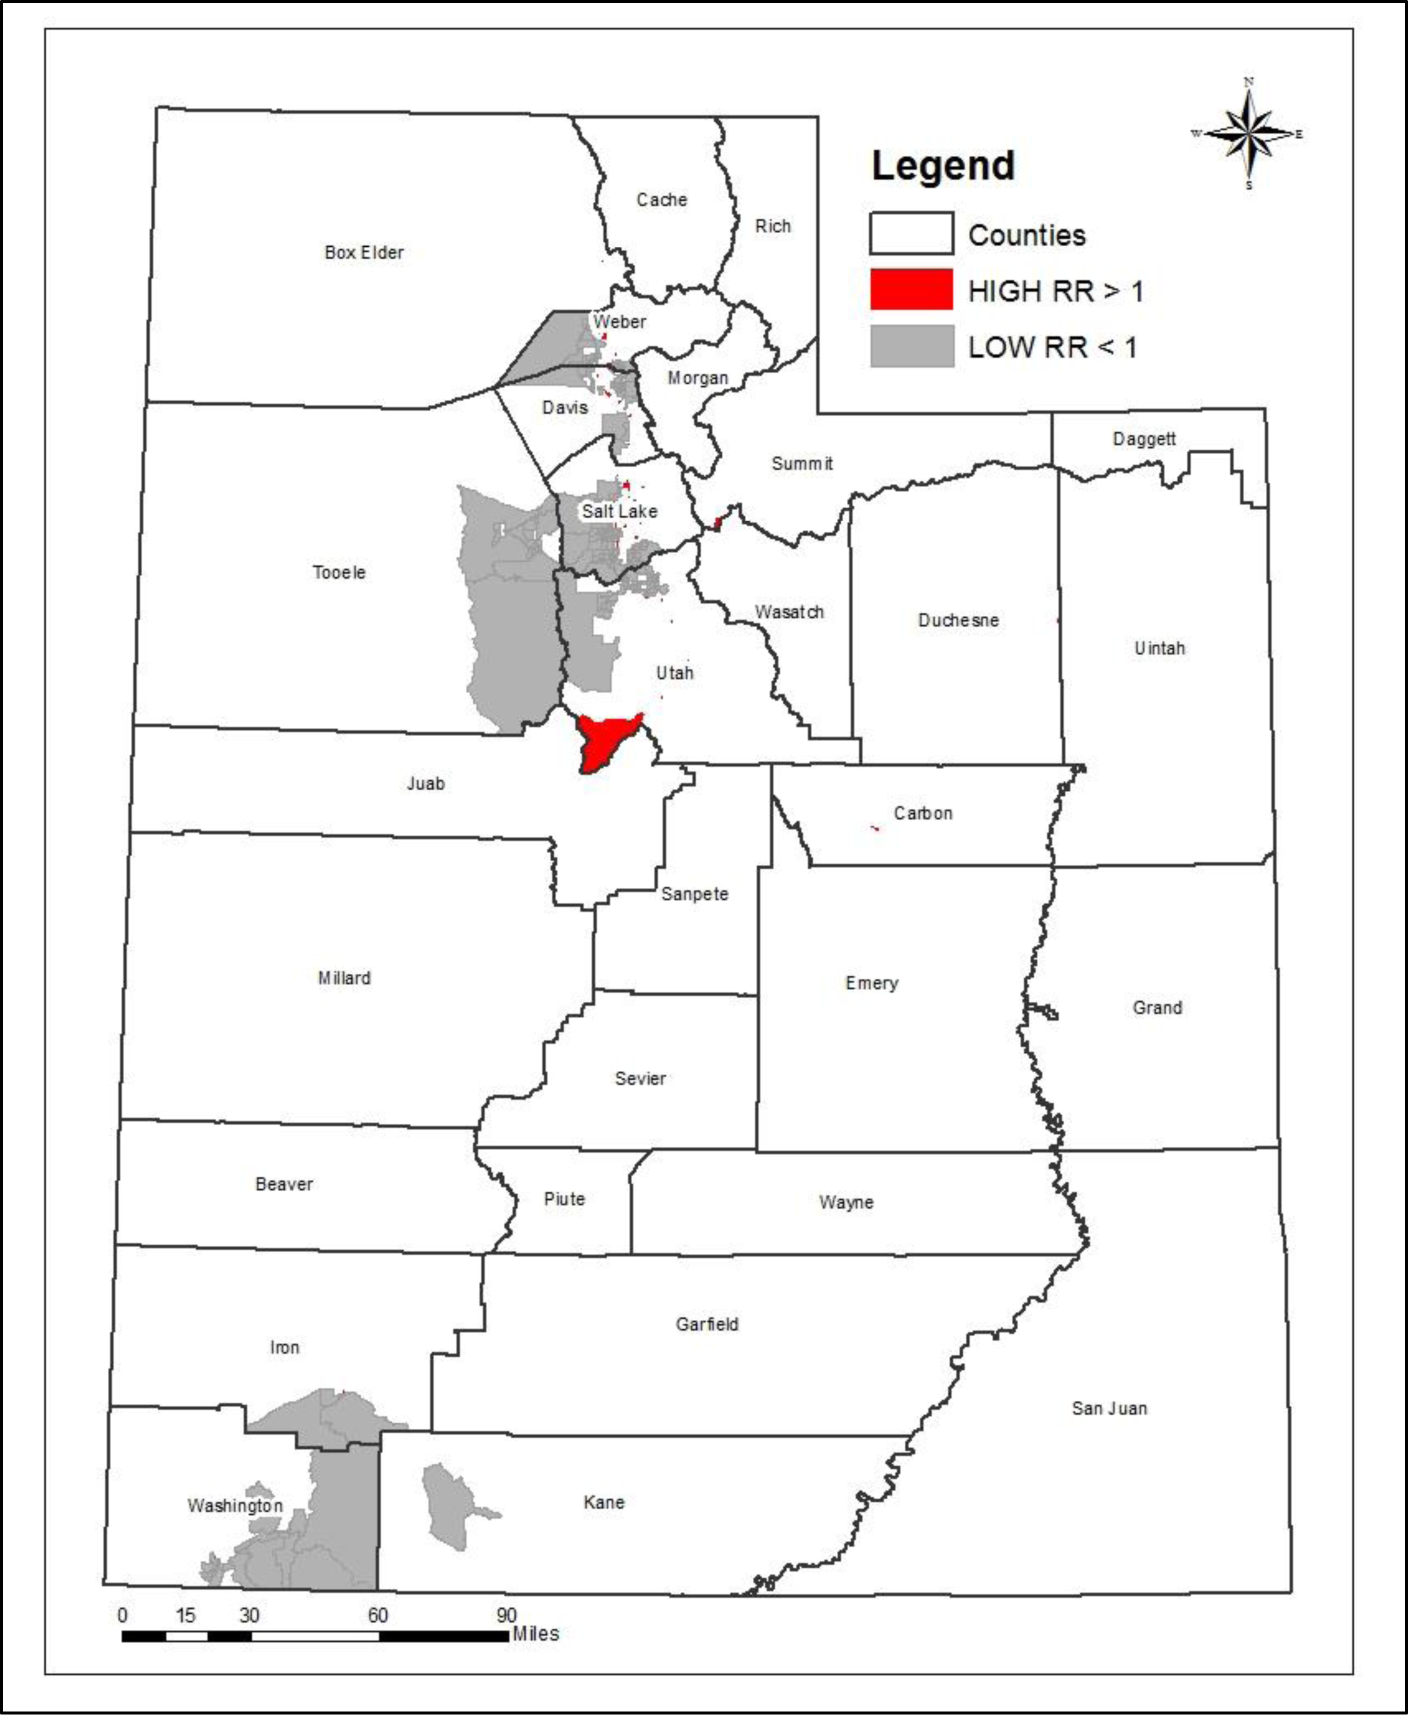 N
W E
S
Legend
Counties
HIGH RR > 1
LOW RR < 1
Cache
Rich
Box Elder
Weber
Morgan
Davis
Daggett
Summit
Salt Lake
Tooele
Wasatch
Duchesne
Uintah
Utah
Juab
Carbon
Sanpete
Millard
Emery
Grand
Sevier
Beaver
Piute
Wayne
Garfield
Iron
San Juan
Washington
Kane
0 15 30 60 90
Miles